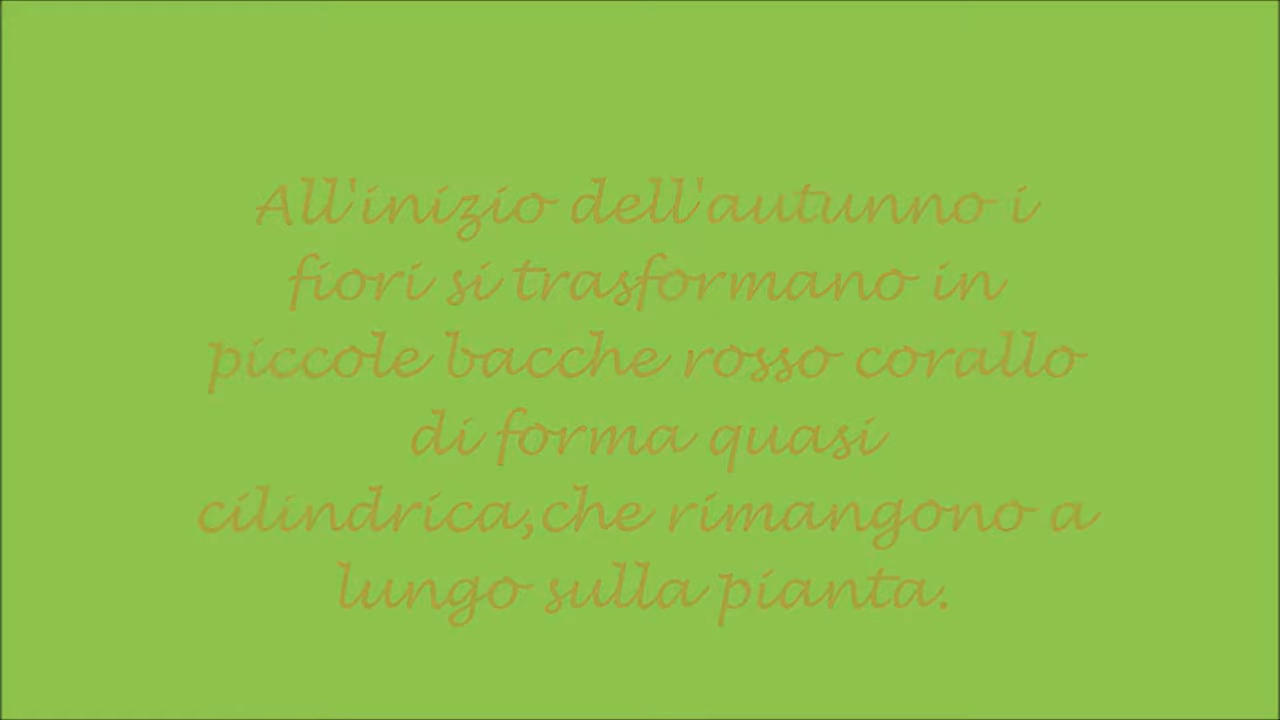 All'inizio dell'autunno i
fiori si trasformano in
piccole bacche rosso corallo
di forma quasi
cilindrica,che rimangono a
lungo sulla pianta.